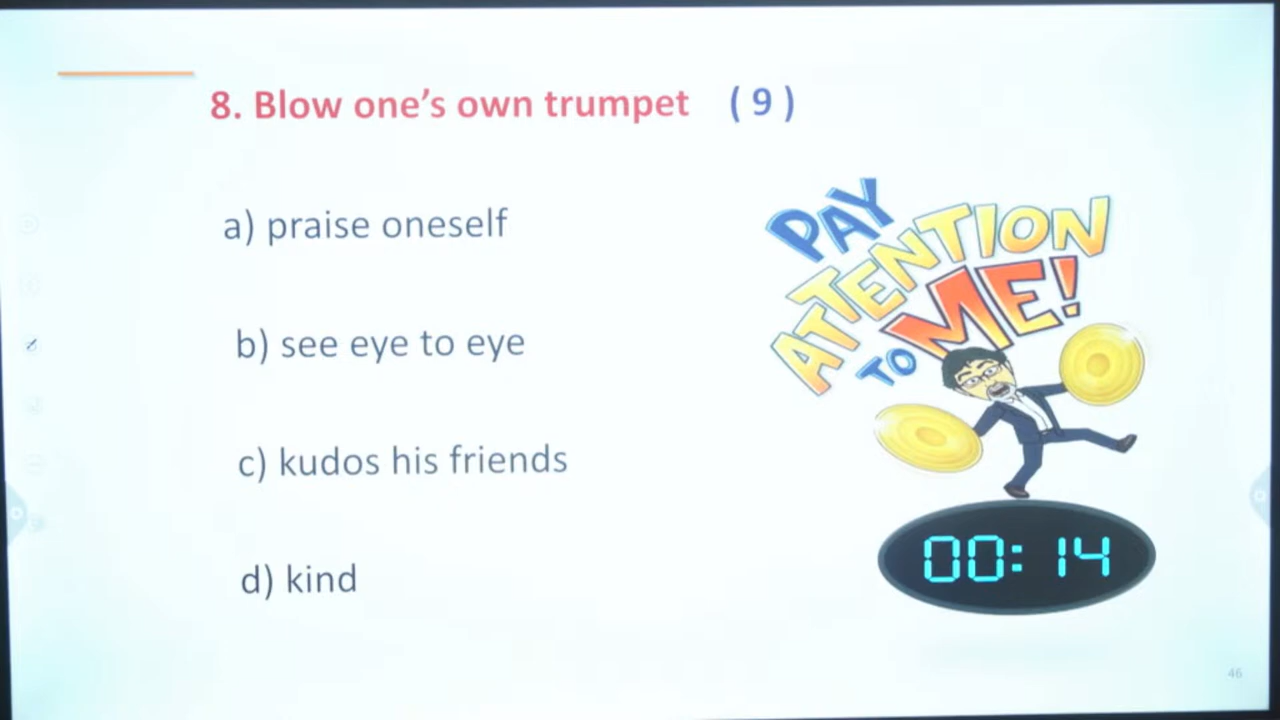 8. Blow one’s own trumpet ( 9 )
a) praise oneself
b) see eye to eye
c) kudos his friends
d) kind
PAY
ATTENTION
TO ME!
00: 14
46